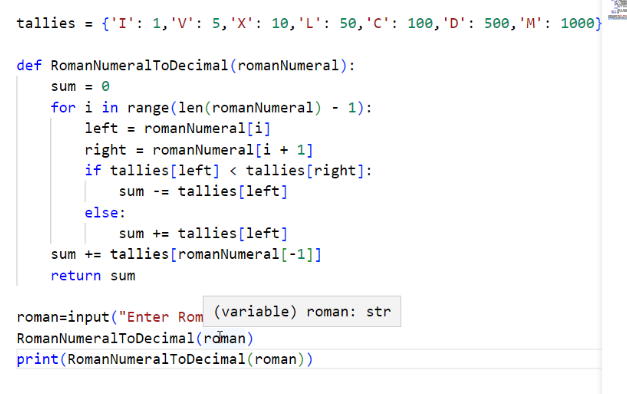 tallies = {'I': 1,'V': 5,'X': 10,'L': 50,'C': 100,'D': 500,'M': 1000}
def RomanNumeralToDecimal(romanNumeral):
    sum = 0
    for i in range(len(romanNumeral) - 1):
        left = romanNumeral[i]
        right = romanNumeral[i + 1]
        if tallies[left] < tallies[right]:
            sum -= tallies[left]
        else:
            sum += tallies[left]
    sum += tallies[romanNumeral[-1]]
    return sum
roman=input("Enter Rom
(variable) roman: str
RomanNumeralToDecimal(roman)
print(RomanNumeralToDecimal(roman))